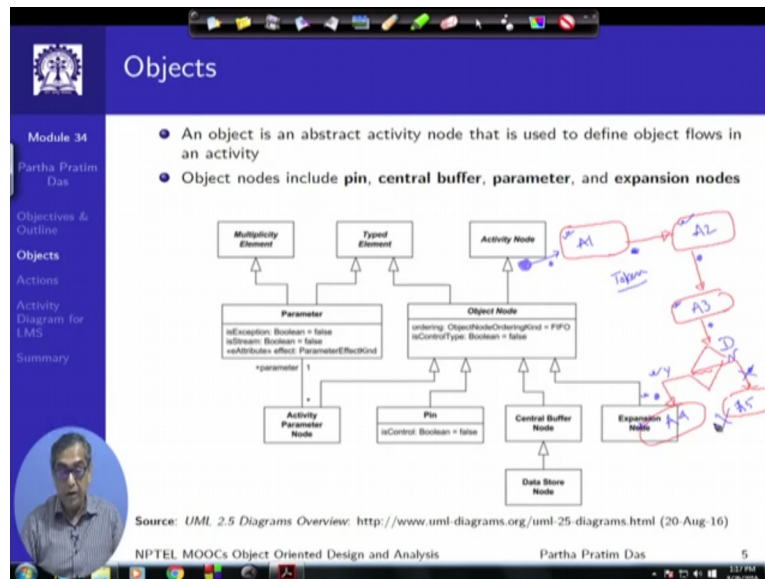 Objects
Module 34
Partha Pratim
Das
Objectives &
Outline
Objects
Actions
Activity
Diagram for
LMS
Summary
An object is an abstract activity node that is used to define object flows in
an activity
Object nodes include pin, central buffer, parameter, and expansion nodes
Multiplicity
Element
Typed
Element
Activity Node
A1
A2
Token
A3
D
N
Y
A4
A5
Parameter
isException: Boolean = false
isStream: Boolean = false
«eAttribute» effect: ParameterEffectKind
+parameter 1
*
Object Node
ordering: ObjectNodeOrderingKind = FIFO
isControlType: Boolean = false
Activity
Parameter
Node
Pin
isControl: Boolean = false
Central Buffer
Node
Expansion
Node
Data Store
Node
Source: UML 2.5 Diagrams Overview: http://www.uml-diagrams.org/uml-25-diagrams.html (20-Aug-16)
NPTEL MOOCs Object Oriented Design and Analysis Partha Pratim Das 5
1:17 PM